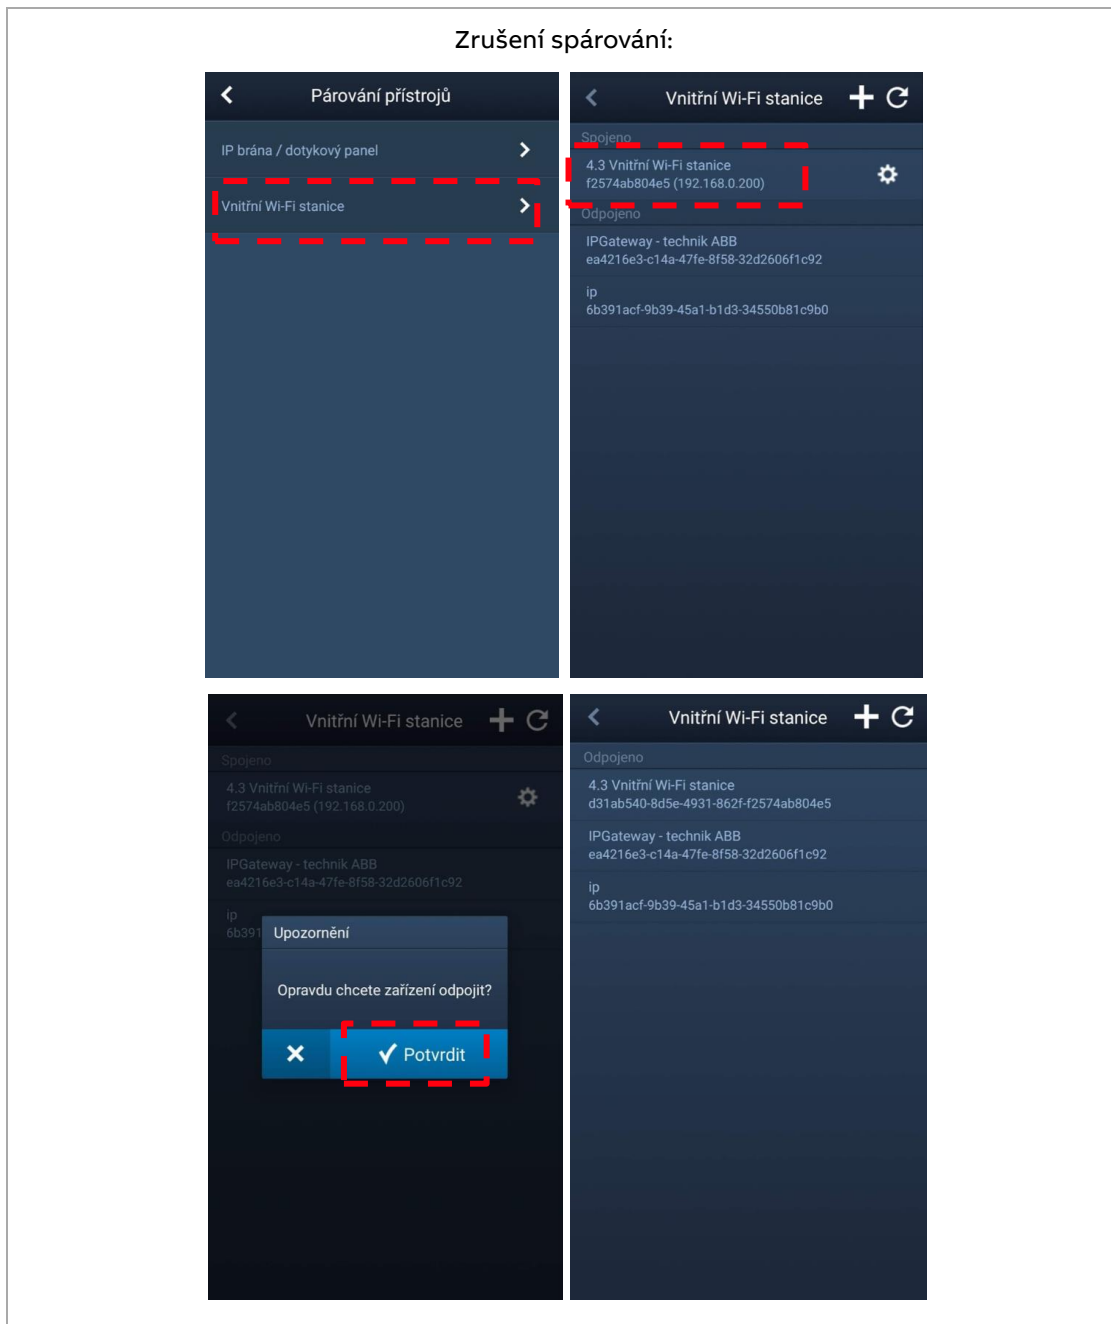 Zrušení spárování:
Párování přístrojů
IP brána / dotykový panel
Vnitřní Wi-Fi stanice
Vnitřní Wi-Fi stanice
Spojeno
4.3 Vnitřní Wi-Fi stanice
f2574ab804e5 (192.168.0.200)
Odpojeno
IPGateway - technik ABB
ea4216e3-c14a-47fe-8f58-32d2606f1c92
ip
6b391acf-9b39-45a1-b1d3-34550b81c9b0
Vnitřní Wi-Fi stanice
Spojeno
4.3 Vnitřní Wi-Fi stanice
f2574ab804e5 (192.168.0.200)
Odpojeno
IPGateway - technik ABB
ea4216e3-c14a-47fe-8f58-32d2606f1c92
ip
6b391
Upozornění
Opravdu chcete zařízení odpojit?
Potvrdit
Vnitřní Wi-Fi stanice
Odpojeno
4.3 Vnitřní Wi-Fi stanice
d31ab540-8d5e-4931-862f-f2574ab804e5
IPGateway - technik ABB
ea4216e3-c14a-47fe-8f58-32d2606f1c92
ip
6b391acf-9b39-45a1-b1d3-34550b81c9b0